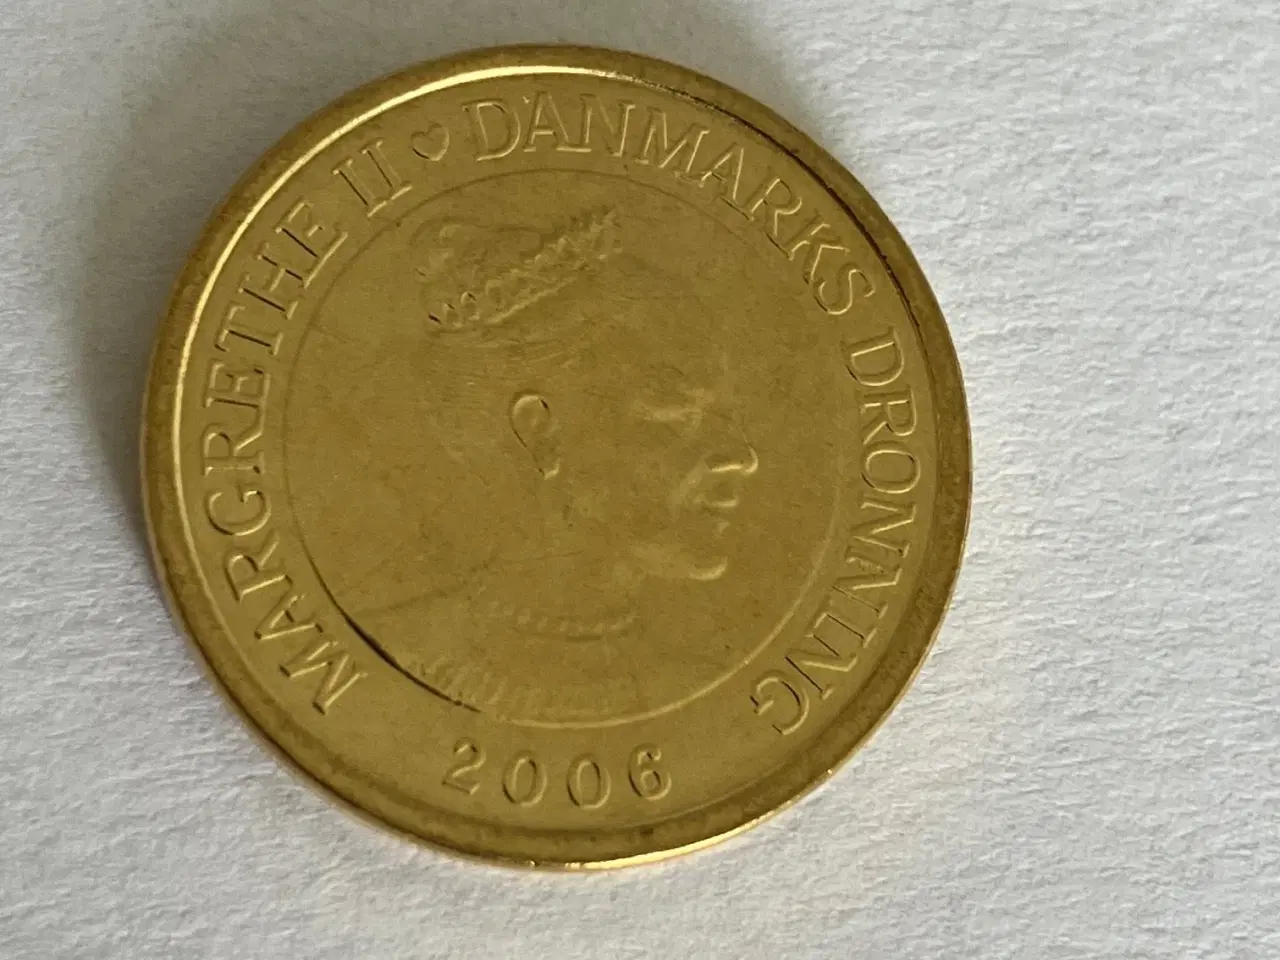 MARGRETHE II ♥ DANMARKS DRONNING
2006